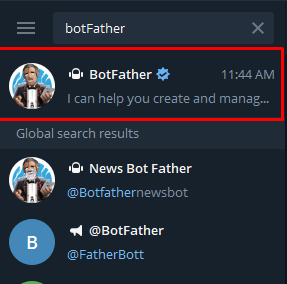 botFather
BotFather 11:44 AM
I can help you create and manag...
Global search results
News Bot Father
@Botfathernewsbot
B
@BotFather
@FatherBott